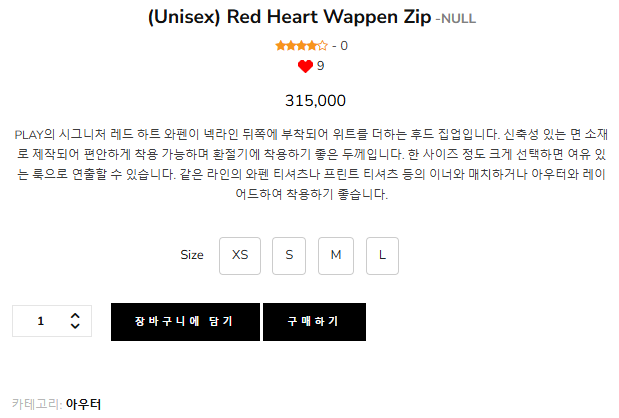 (Unisex) Red Heart Wappen Zip -NULL
- 0
9
315,000
PLAY의 시그니처 레드 하트 와펜이 넥라인 뒤쪽에 부착되어 위트를 더하는 후드 집업입니다. 신축성 있는 면 소재
로 제작되어 편안하게 착용 가능하며 환절기에 착용하기 좋은 두께입니다. 한 사이즈 정도 크게 선택하면 여유 있
는 룩으로 연출할 수 있습니다. 같은 라인의 와펜 티셔츠나 프린트 티셔츠 등의 이너와 매치하거나 아우터와 레이
어드하여 착용하기 좋습니다.
Size XS S M L
1 장바구니에 담기 구매하기
카테고리: 아우터